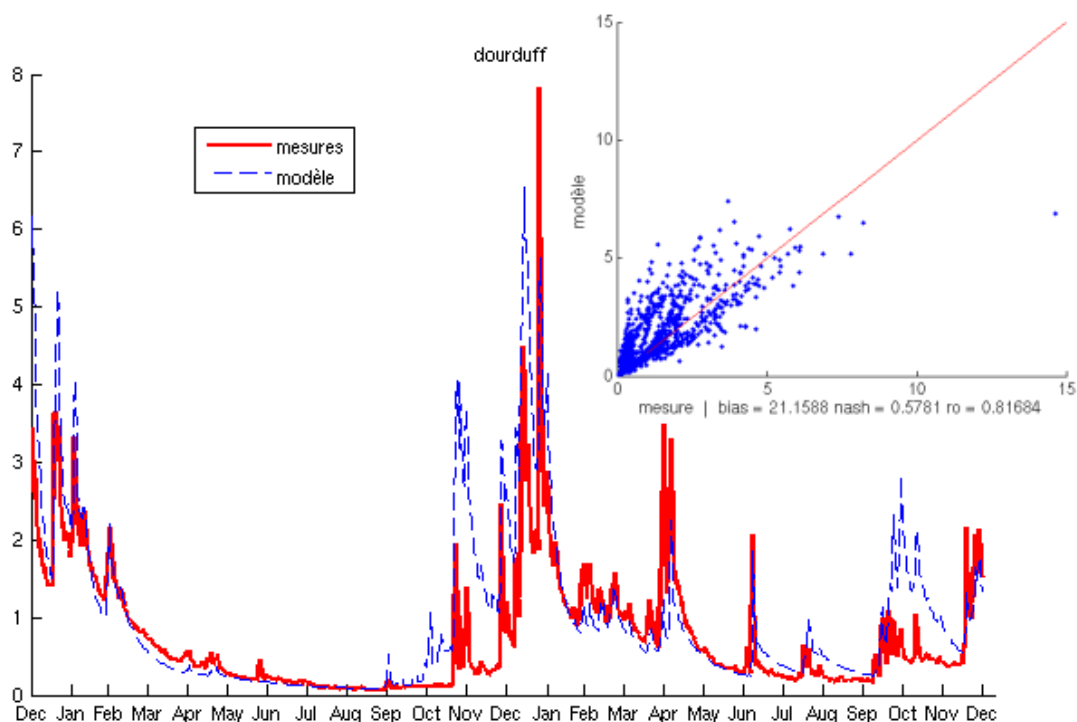 dourduff
8
7
6
5
4
3
2
1
0
mesures
modèle
Dec Jan Feb Mar Apr May Jun Jul Aug Sep Oct Nov Dec Jan Feb Mar Apr May Jun Jul Aug Sep Oct Nov Dec
15
10
5
0
modèle
0 5 10 15
mesure | bias = 21.1588 nash = 0.5781 ro = 0.81684